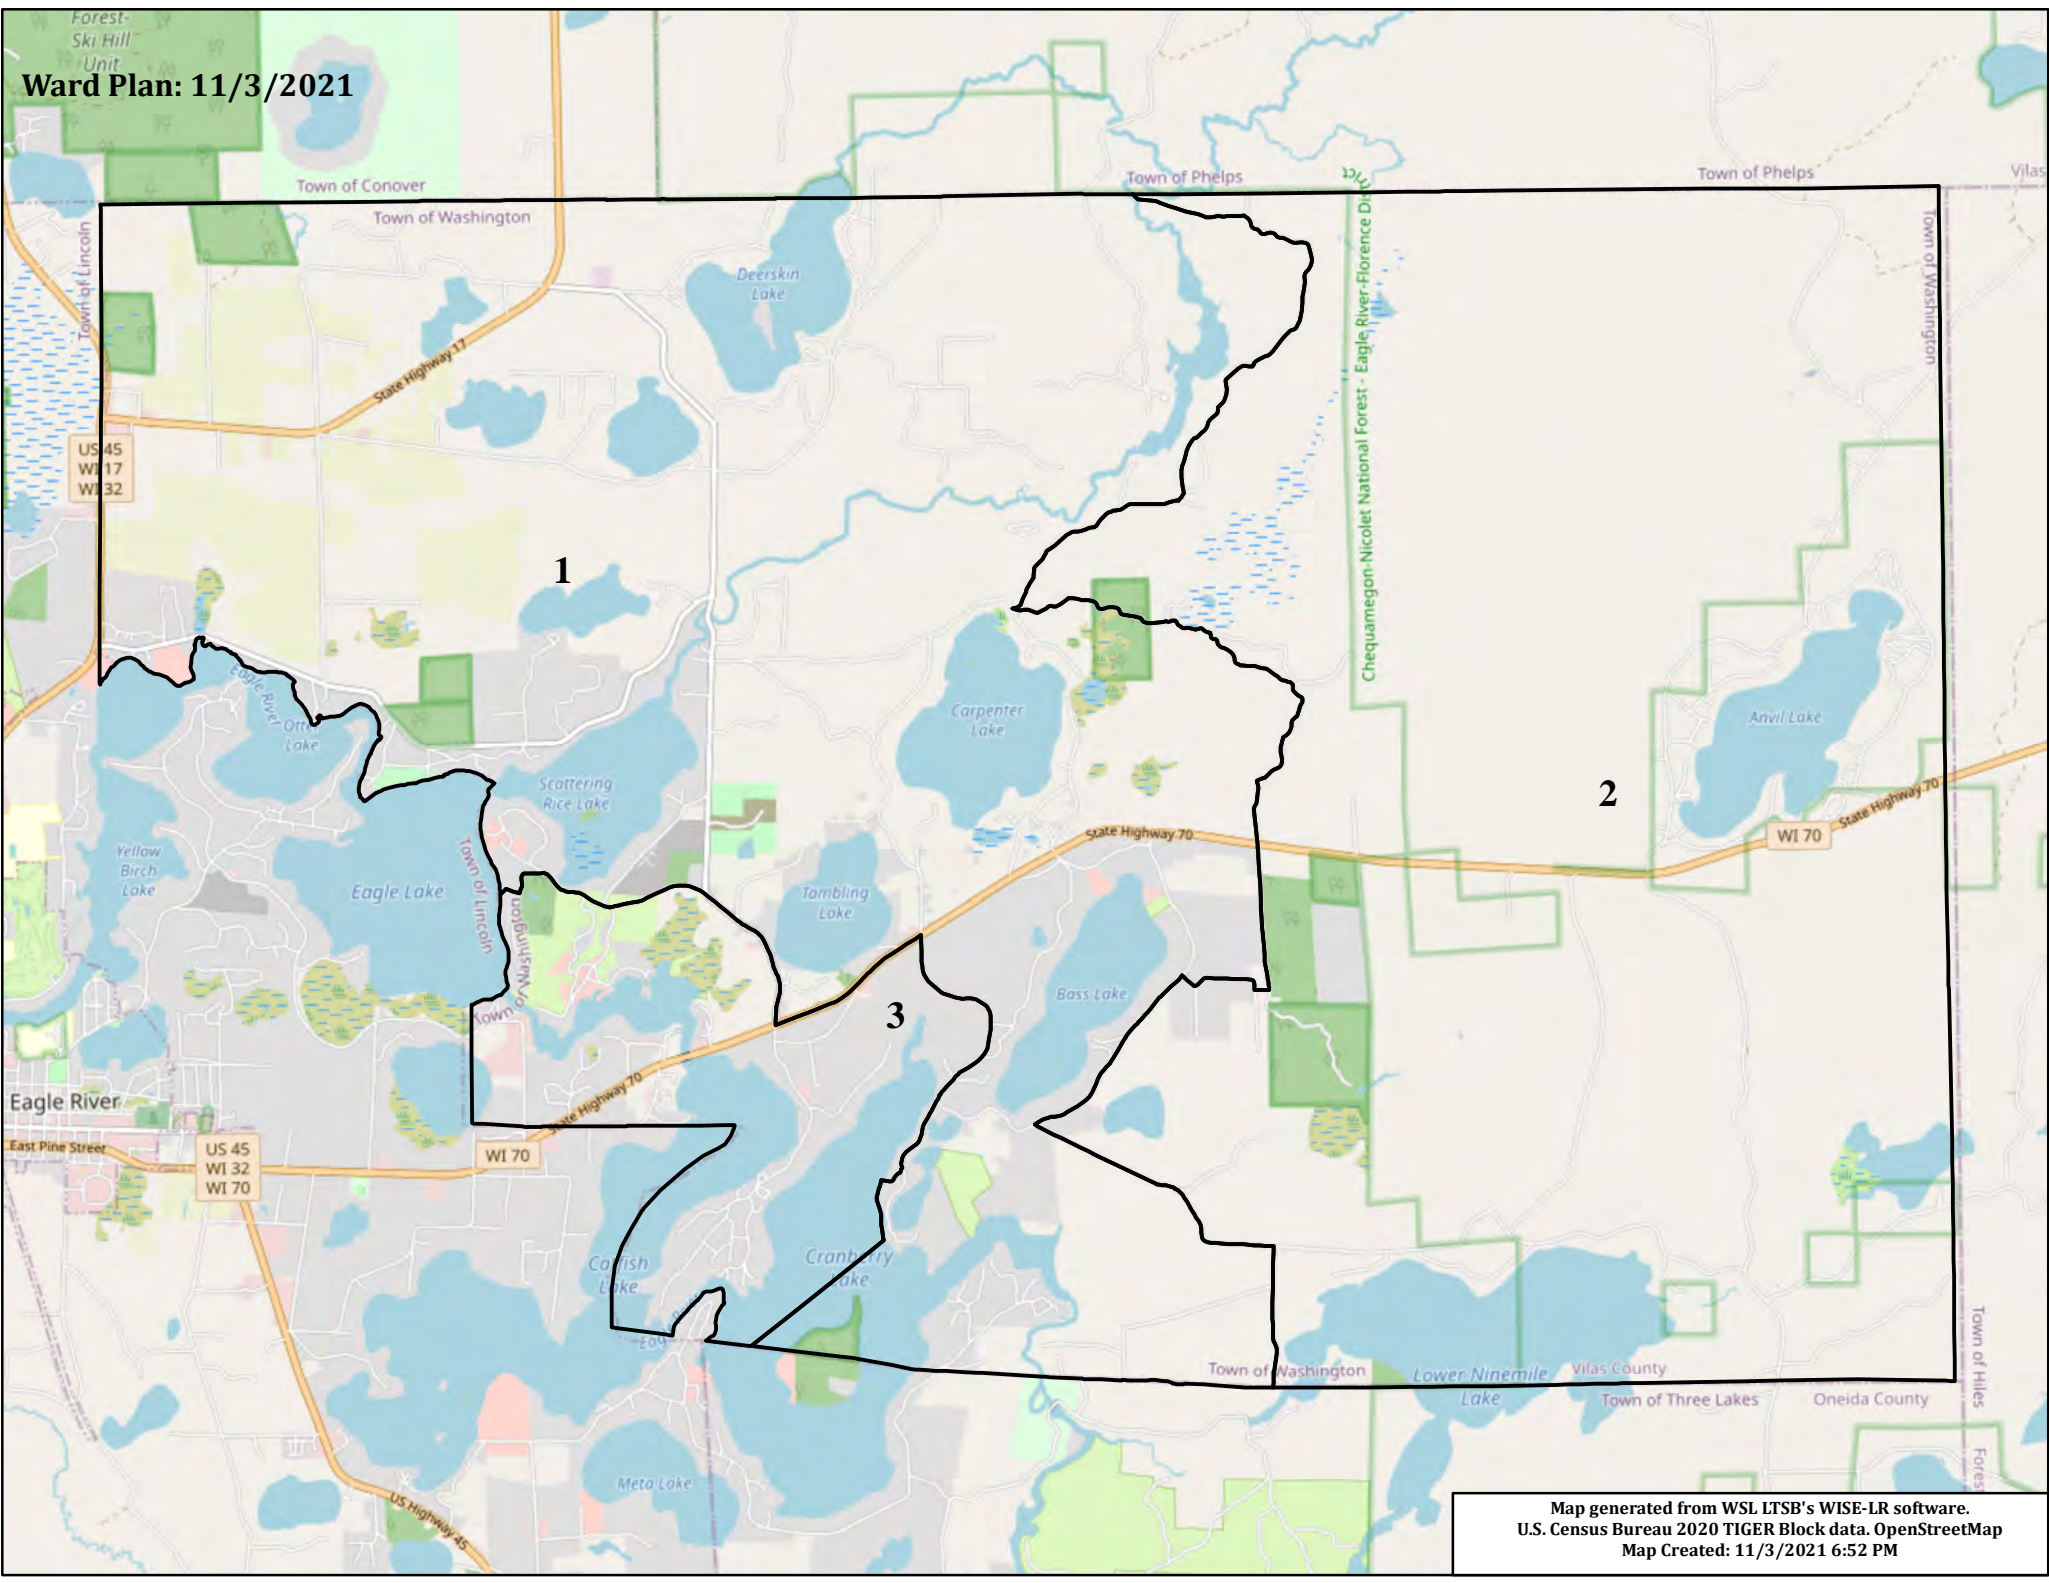 Forest-
Ski Hill
Unit
Ward Plan: 11/3/2021
Town of Conover
Town of Phelps
Town of Phelps
Vilas
Town of Washington
Town of Lincoln
Town of Washington
Deerskin
Lake
Chequamegon-Nicolet National Forest - Eagle River-Florence District
State Highway 17
US 45
WI 17
WI 32
1
Eagle River
Otter
Lake
Carpenter
Lake
Anvil Lake
Scattering
Rice Lake
2
State Highway 70
State Highway 70
WI 70
Yellow
Birch
Lake
Eagle Lake
Town of Lincoln
Tambling
Lake
Town of Washington
Bass Lake
3
Eagle River
State Highway 70
East Pine Street
US 45
WI 32
WI 70
WI 70
Catfish
Lake
Cranberry
Lake
Eagle River
Town of Washington
Lower Ninemile
Lake
Vilas County
Town of Three Lakes
Oneida County
Town of Hiles
Forest
Meta Lake
US Highway 45
Map generated from WSL LTSB's WISE-LR software.
U.S. Census Bureau 2020 TIGER Block data. OpenStreetMap
Map Created: 11/3/2021 6:52 PM